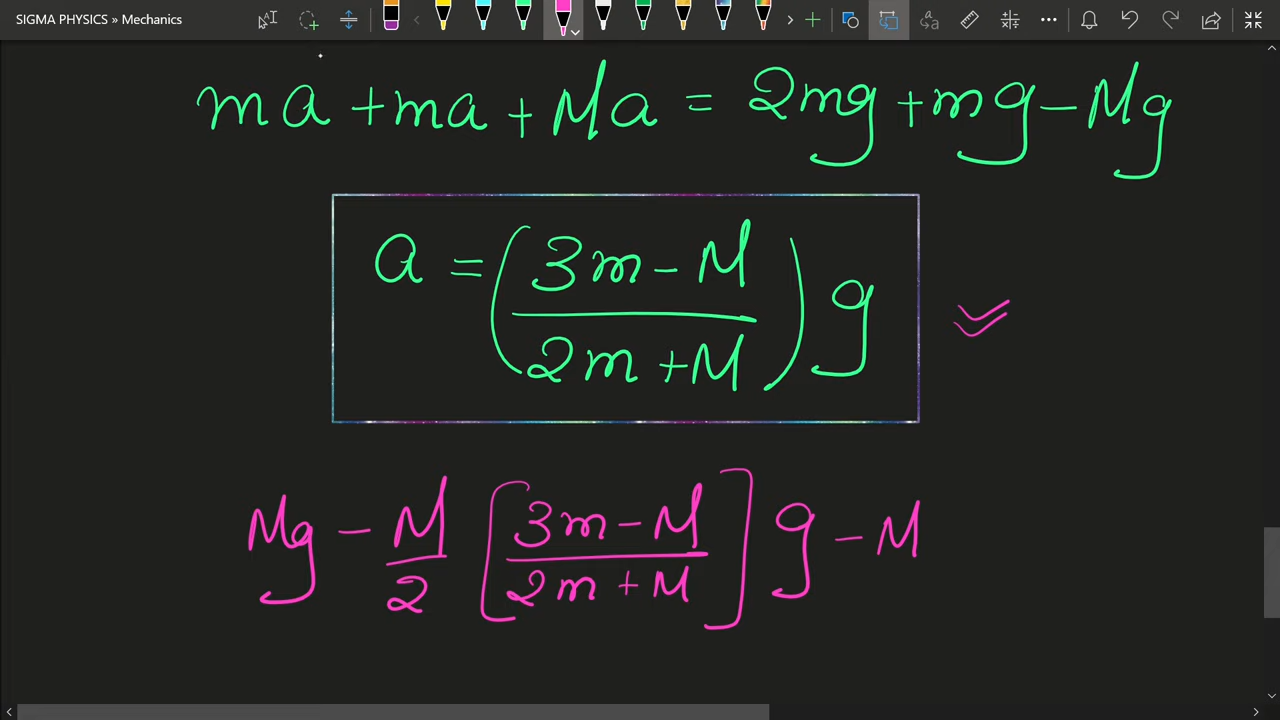 SIGMA PHYSICS » Mechanics
ma + ma + Ma = 2mg + mg - Mg
a = (3m - M / 2m + M) g
Mg - M/2 [3m - M / 2m + M] g - M